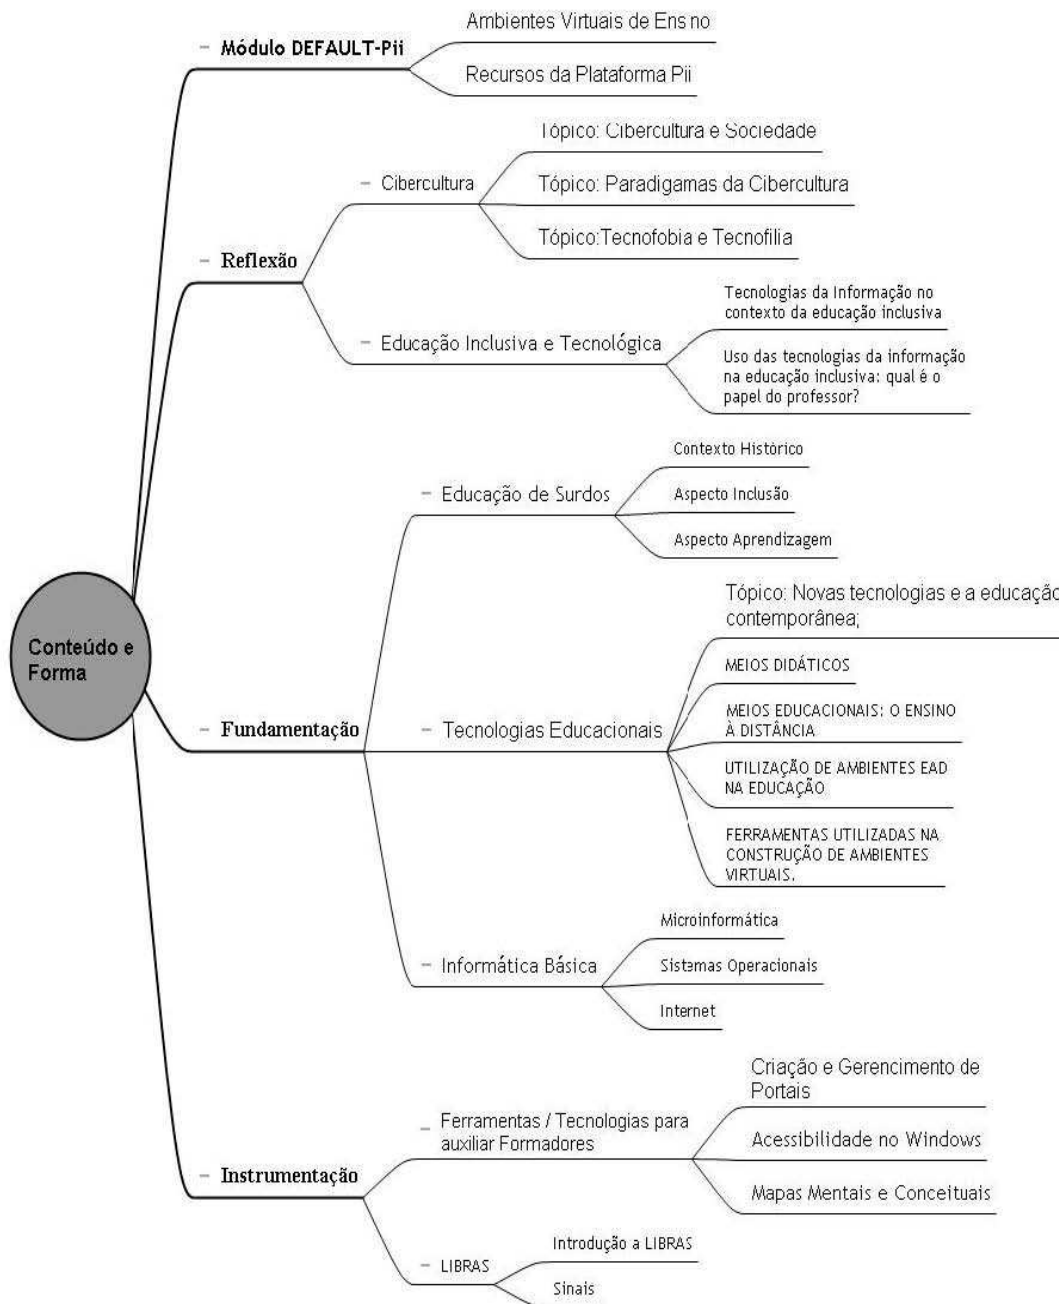 Conteúdo e
Forma
Módulo DEFAULT-Pii
Ambientes Virtuais de Ensino
Recursos da Plataforma Pii
Reflexão
Cibercultura
Tópico: Cibercultura e Sociedade
Tópico: Paradigamas da Cibercultura
Tópico:Tecnofobia e Tecnofilia
Educação Inclusiva e Tecnológica
Tecnologias da Informação no
contexto da educação inclusiva
Uso das tecnologias da informação
na educação inclusiva: qual é o
papel do professor?
Fundamentação
Educação de Surdos
Contexto Histórico
Aspecto Inclusão
Aspecto Aprendizagem
Tecnologias Educacionais
Tópico: Novas tecnologias e a educação
contemporânea;
MEIOS DIDÁTICOS
MEIOS EDUCACIONAIS: O ENSINO
À DISTÂNCIA
UTILIZAÇÃO DE AMBIENTES EAD
NA EDUCAÇÃO
FERRAMENTAS UTILIZADAS NA
CONSTRUÇÃO DE AMBIENTES
VIRTUAIS.
Informática Básica
Microinformática
Sistemas Operacionais
Internet
Instrumentação
Ferramentas / Tecnologias para
auxiliar Formadores
Criação e Gerencimento de
Portais
Acessibilidade no Windows
Mapas Mentais e Conceituais
LIBRAS
Introdução a LIBRAS
Sinais